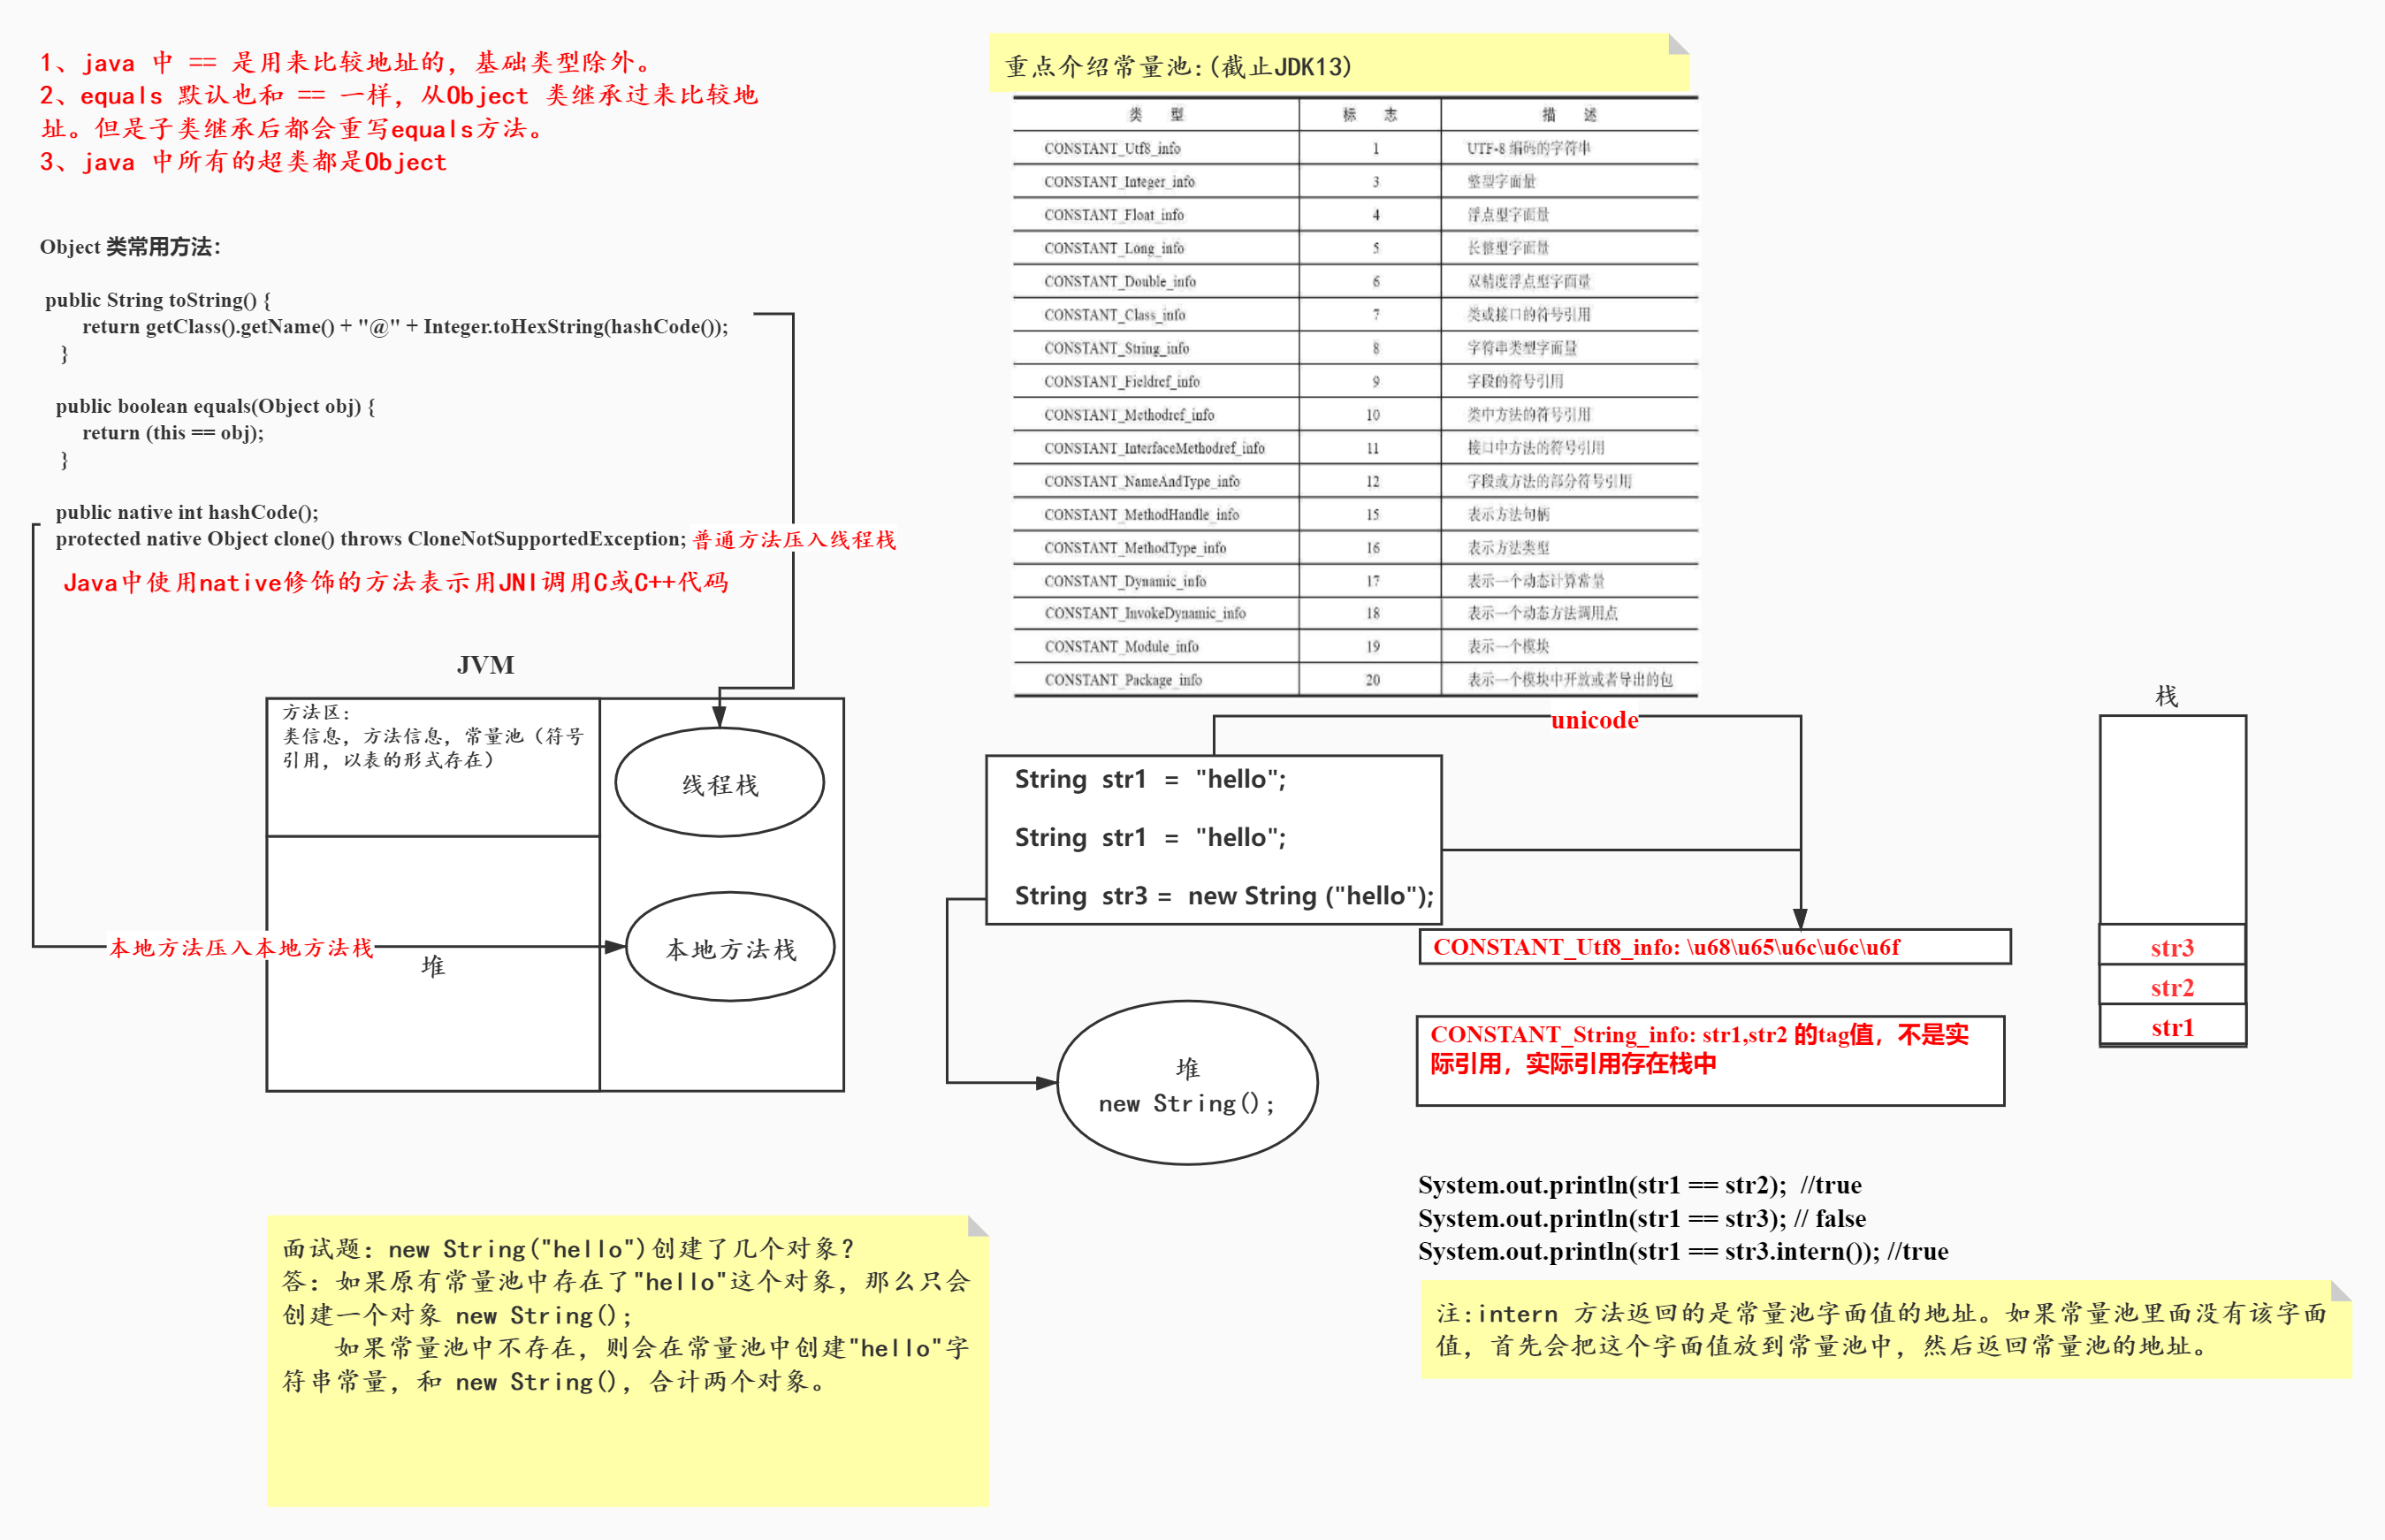 1、java 中 == 是用来比较地址的，基础类型除外。
2、equals 默认也和 == 一样，从Object 类继承过来比较地
址。但是子类继承后都会重写equals方法。
3、java 中所有的超类都是Object
Object 类常用方法：
public String toString() {
return getClass().getName() + "@" + Integer.toHexString(hashCode());
}
public boolean equals(Object obj) {
return (this == obj);
}
public native int hashCode();
protected native Object clone() throws CloneNotSupportedException;
普通方法压入线程栈
Java中使用native修饰的方法表示用JNI调用C或C++代码
JVM
方法区：
类信息，方法信息，常量池（符号
引用，以表的形式存在）
线程栈
本地方法压入本地方法栈
堆
本地方法栈
面试题：new String("hello")创建了几个对象？
答：如果原有常量池中存在了"hello"这个对象，那么只会
创建一个对象 new String();
如果常量池中不存在，则会在常量池中创建"hello"字
符串常量，和 new String()，合计两个对象。
重点介绍常量池:(截止JDK13)
类 型 标 志 描 述
CONSTANT_Utf8_info 1 UTF-8 编码的字符串
CONSTANT_Integer_info 3 整型字面量
CONSTANT_Float_info 4 浮点型字面量
CONSTANT_Long_info 5 长整型字面量
CONSTANT_Double_info 6 双精度浮点型字面量
CONSTANT_Class_info 7 类或接口的符号引用
CONSTANT_String_info 8 字符串类型字面量
CONSTANT_Fieldref_info 9 字段的符号引用
CONSTANT_Methodref_info 10 类中方法的符号引用
CONSTANT_InterfaceMethodref_info 11 接口中方法的符号引用
CONSTANT_NameAndType_info 12 字段或方法的部分符号引用
CONSTANT_MethodHandle_info 15 表示方法句柄
CONSTANT_MethodType_info 16 表示方法类型
CONSTANT_Dynamic_info 17 表示一个动态计算常量
CONSTANT_InvokeDynamic_info 18 表示一个动态方法调用点
CONSTANT_Module_info 19 表示一个模块
CONSTANT_Package_info 20 表示一个模块中开放或者导出的包
unicode
String str1 = "hello";
String str1 = "hello";
String str3 = new String ("hello");
CONSTANT_Utf8_info: \u68\u65\u6c\u6c\u6f
堆
new String();
CONSTANT_String_info: str1,str2 的tag值，不是实
际引用，实际引用存在栈中
栈
str3
str2
str1
System.out.println(str1 == str2); //true
System.out.println(str1 == str3); // false
System.out.println(str1 == str3.intern()); //true
注:intern 方法返回的是常量池字面值的地址。如果常量池里面没有该字面
值，首先会把这个字面值放到常量池中，然后返回常量池的地址。